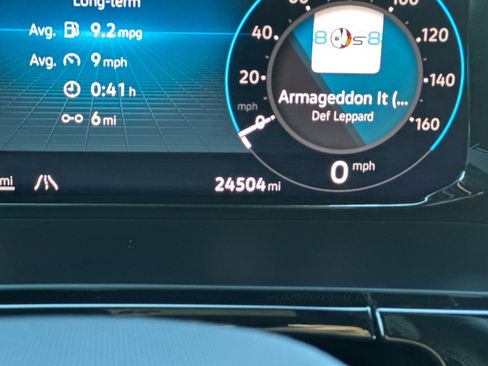 Long-term
Avg. 9.2 mpg
Avg. 9 mph
0:41 h
6 mi
mi
24504 mi
20
40
mph
0
100
120
140
160
80s8
Armageddon It (...
Def Leppard
0 mph